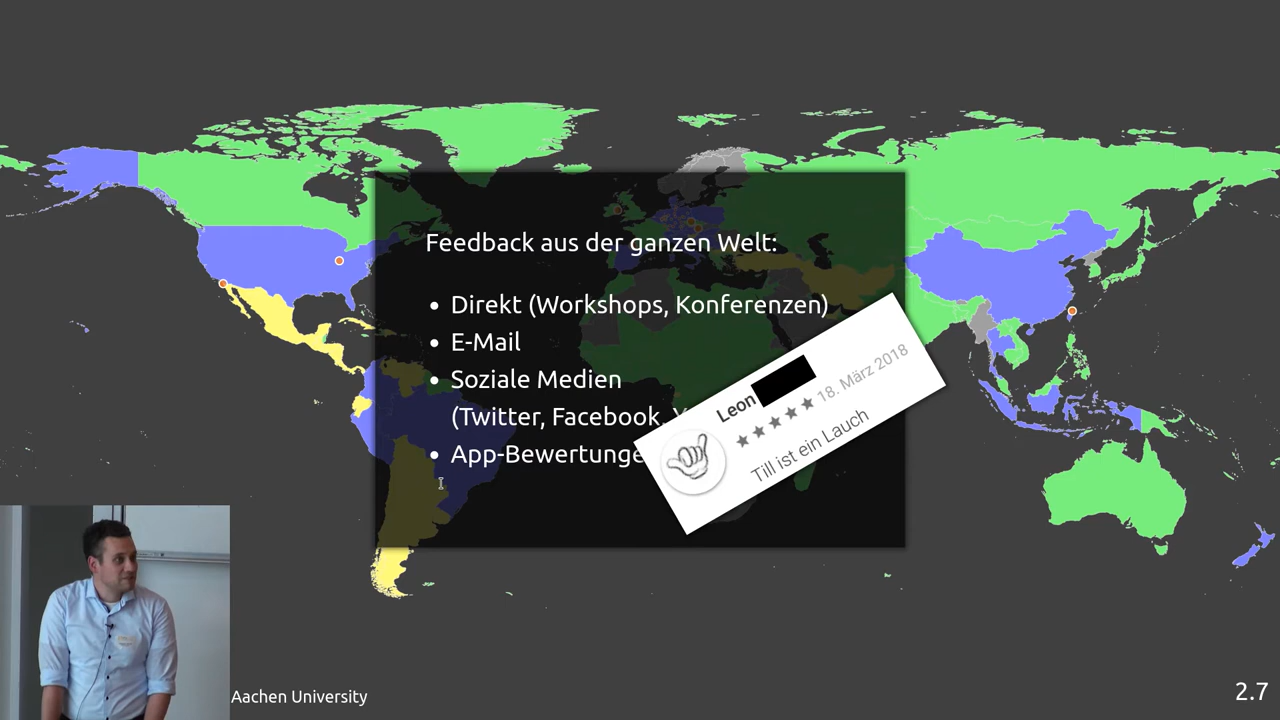 Feedback aus der ganzen Welt:
Direkt (Workshops, Konferenzen)
E-Mail
Soziale Medien
(Twitter, Facebook,
App-Bewertunge
Leon
18. März 2018
Till ist ein Lauch
Aachen University
2.7